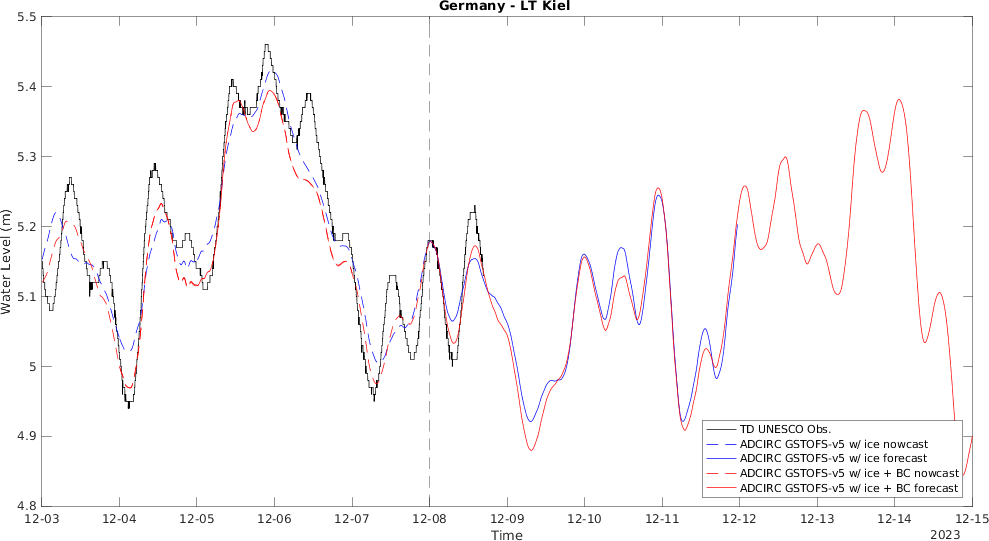 Germany - LT Kiel
5.5
5.4
5.3
5.2
5.1
5
4.9
4.8
Water Level (m)
TD UNESCO Obs.
ADCIRC GSTOFS-v5 w/ ice nowcast
ADCIRC GSTOFS-v5 w/ ice forecast
ADCIRC GSTOFS-v5 w/ ice + BC nowcast
ADCIRC GSTOFS-v5 w/ ice + BC forecast
12-03 12-04 12-05 12-06 12-07 12-08 12-09 12-10 12-11 12-12 12-13 12-14 12-15
Time
2023